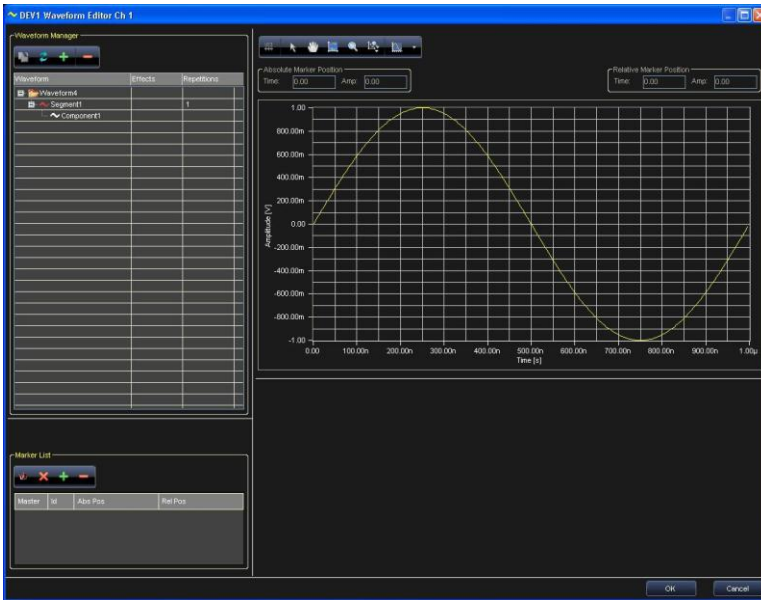 DEV1 Waveform Editor Ch 1
Waveform Manager
Waveform Effects Repetitions
Waveform4
Segment1 1
Component1
Marker List
Master Id Abs Pos Rel Pos
Absolute Marker Position
Time: 0.00 Amp: 0.00
Relative Marker Position
Time: 0.00 Amp: 0.00
Amplitude [V]
1.00
800.00m
600.00m
400.00m
200.00m
0.00
-200.00m
-400.00m
-600.00m
-800.00m
-1.00
0.00 100.00n 200.00n 300.00n 400.00n 500.00n 600.00n 700.00n 800.00n 900.00n 1.00µ
Time [s]
OK Cancel